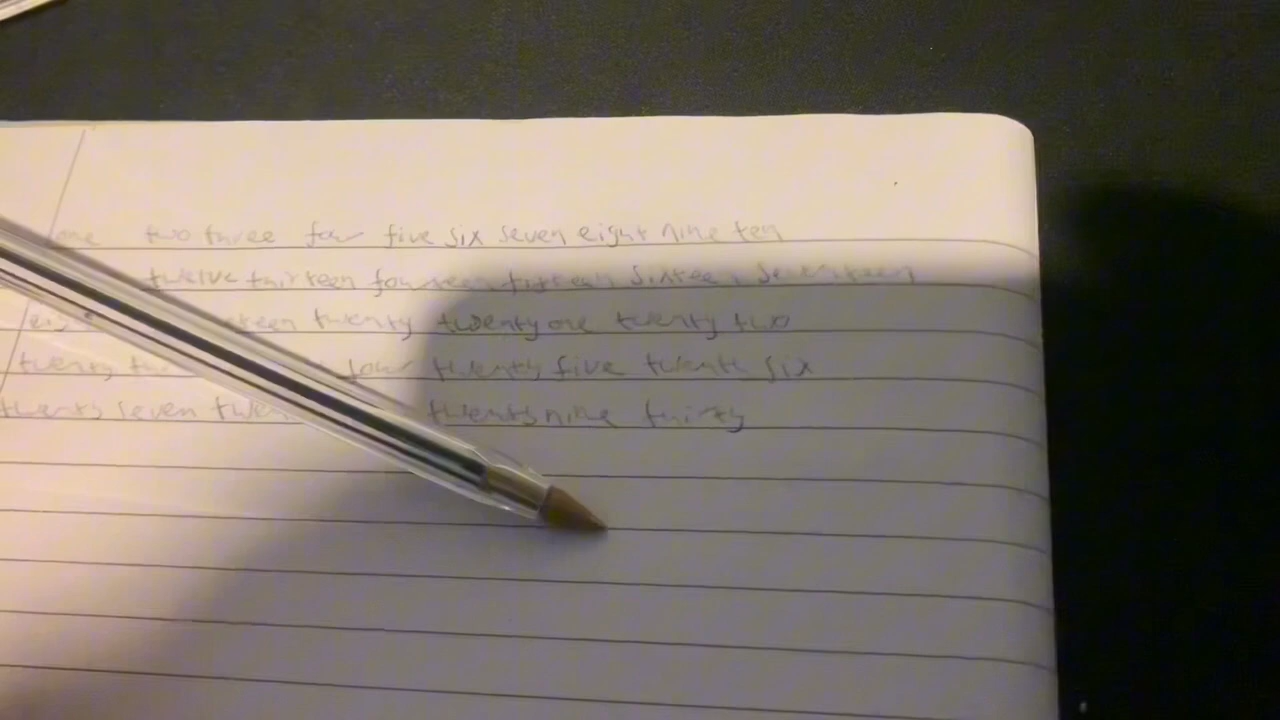 one two three four five six seven eight nine ten
twelve thirteen fourteen fifteen sixteen seventeen
twenty twenty one twenty two
twenty four twenty five twenty six
twenty seven twenty nine thirty